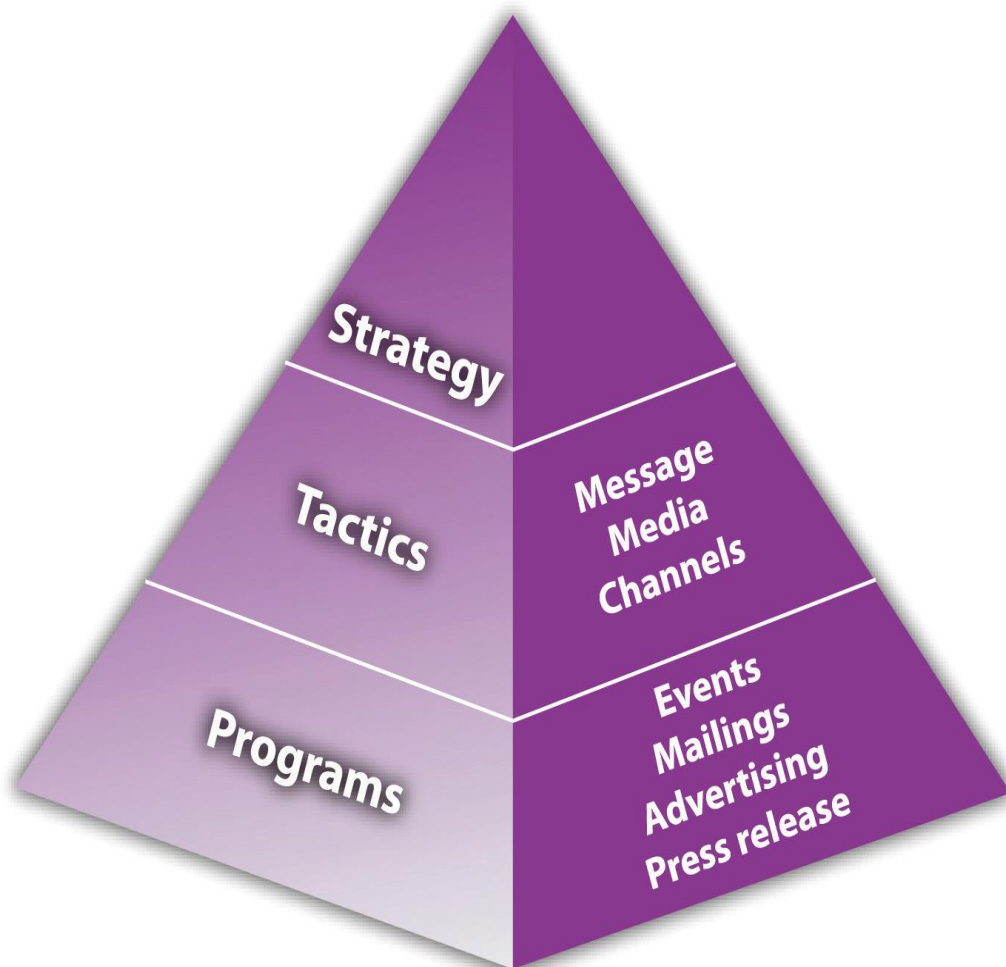 Strategy
Tactics
Message
Media
Channels
Programs
Events
Mailings
Advertising
Press release